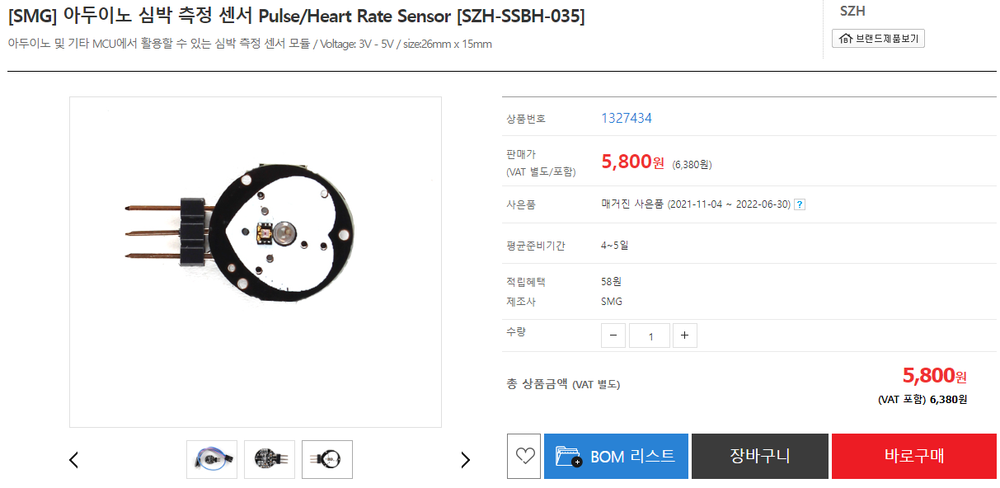 [SMG] 아두이노 심박 측정 센서 Pulse/Heart Rate Sensor [SZH-SSBH-035]
아두이노 및 기타 MCU에서 활용할 수 있는 심박 측정 센서 모듈 / Voltage: 3V - 5V / size:26mm x 15mm
SZH
브랜드제품보기
상품번호 1327434
판매가
(VAT 별도/포함) 5,800원 (6,380원)
사은품 매거진 사은품 (2021-11-04 ~ 2022-06-30) ?
평균준비기간 4~5일
적립혜택 58원
제조사 SMG
수량 - 1 +
총 상품금액 (VAT 별도) 5,800원
(VAT 포함) 6,380원
BOM 리스트 장바구니 바로구매